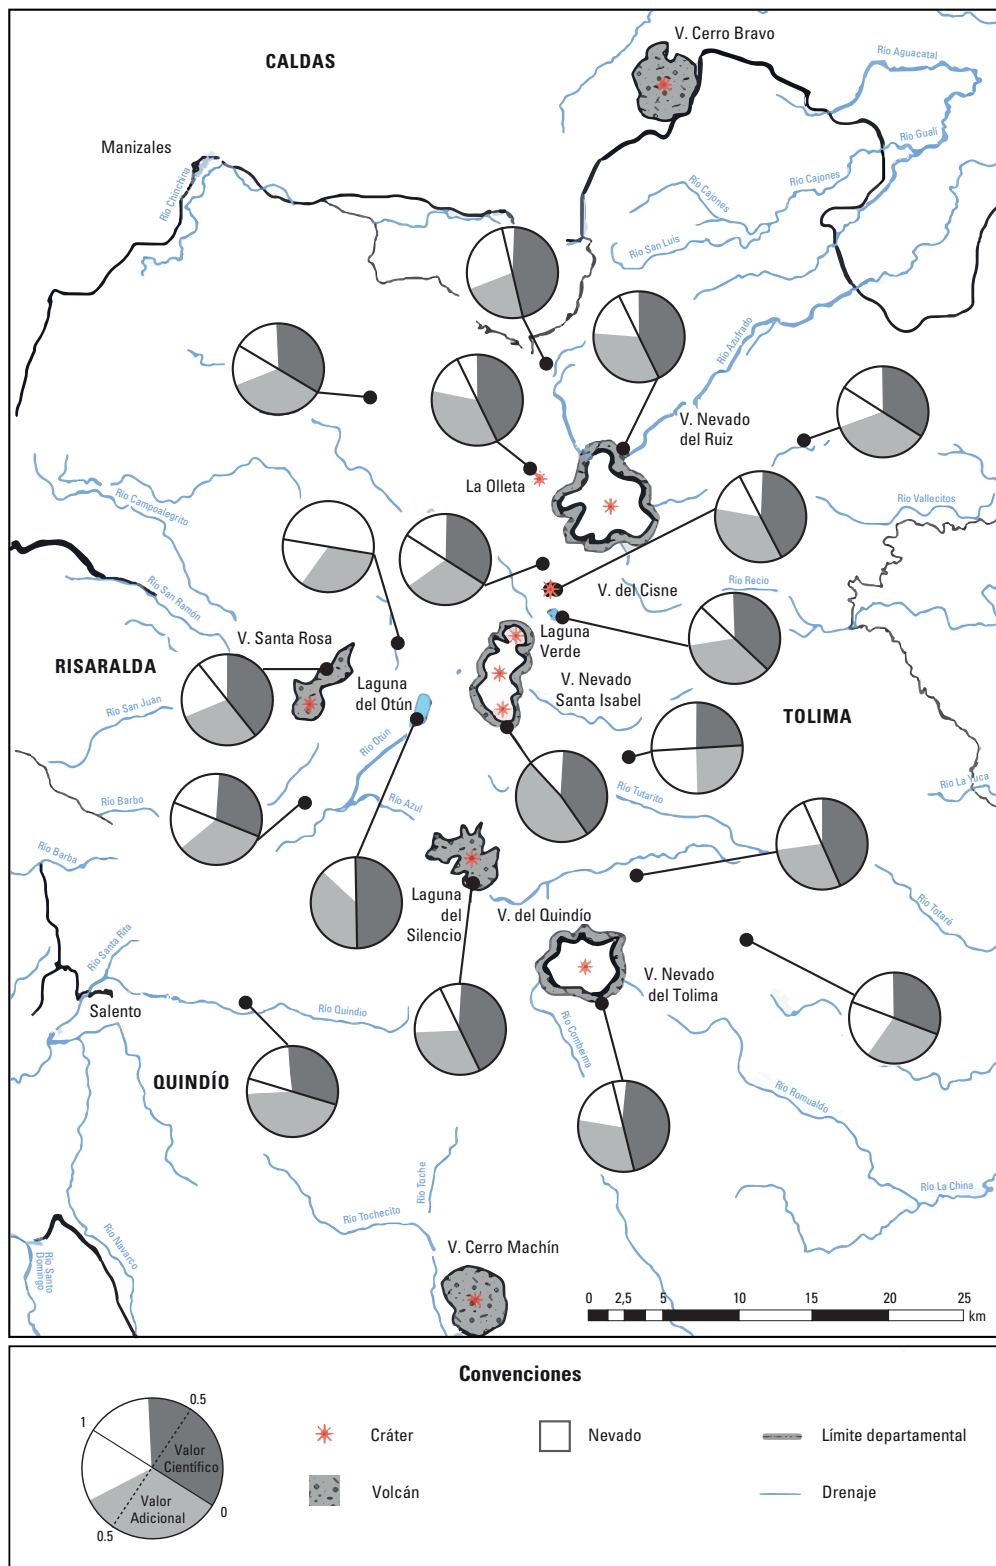 V. Cerro Bravo
CALDAS
Río Aguacatal
Río Gualí
Manizales
Río Chinchina
Río Cajones
Río Cajones
Río San Luis
Río Azufrado
V. Nevado
del Ruiz
La Olleta
Río Campoalegrito
Río Vallecitos
Río San Ramón
V. del Cisne
Río Recio
V. Santa Rosa
Laguna
Verde
RISARALDA
Laguna
del Otún
V. Nevado
Santa Isabel
TOLIMA
Río San Juan
Río Otún
Río La Yuca
Río Barbo
Río Azul
Río Tutarito
Río Barba
Río Totaré
Laguna
del
Silencio
V. del Quindío
Río Santa Rita
V. Nevado
del Tolima
Salento
Río Quindio
Río Combeima
QUINDÍO
Río Romualdo
Río Toche
Río La China
Río Tochecito
Río Navarco
Río Santo
Domingo
V. Cerro Machín
0 2,5 5 10 15 20 25
km
Convenciones
0.5
1
Valor
Científico
Valor
Adicional
0
0.5
Cráter
Nevado
Límite departamental
Volcán
Drenaje